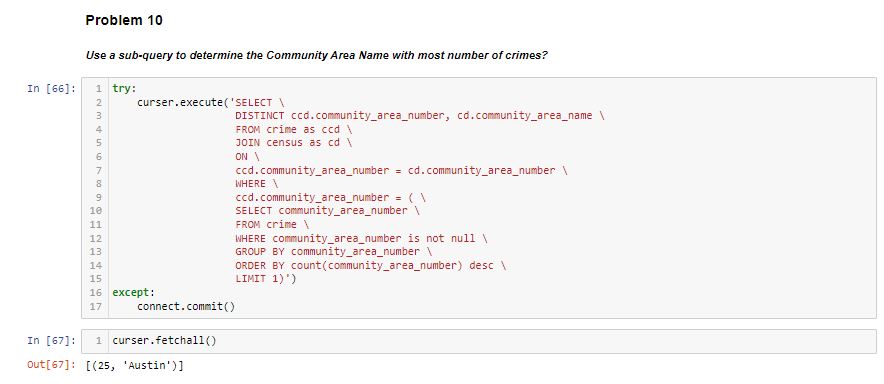 Problem 10
Use a sub-query to determine the Community Area Name with most number of crimes?
In [66]:
1 try:
2     curser.execute('SELECT \
3                    DISTINCT ccd.community_area_number, cd.community_area_name \
4                    FROM crime as ccd \
5                    JOIN census as cd \
6                    ON \
7                    ccd.community_area_number = cd.community_area_number \
8                    WHERE \
9                    ccd.community_area_number = ( \
10                    SELECT community_area_number \
11                    FROM crime \
12                    WHERE community_area_number is not null \
13                    GROUP BY community_area_number \
14                    ORDER BY count(community_area_number) desc \
15                    LIMIT 1)')
16 except:
17     connect.commit()
In [67]: 1 curser.fetchall()
Out[67]: [(25, 'Austin')]